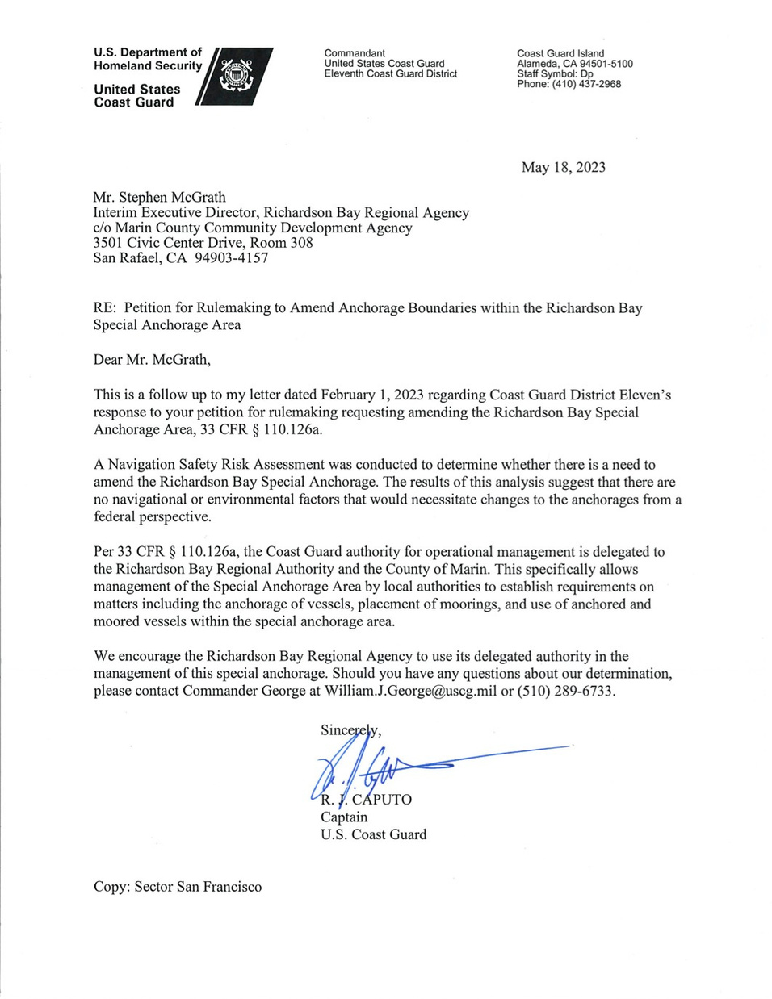 U.S. Department of
Homeland Security
United States
Coast Guard
Commandant
United States Coast Guard
Eleventh Coast Guard District
Coast Guard Island
Alameda, CA 94501-5100
Staff Symbol: Dp
Phone: (410) 437-2968
May 18, 2023
Mr. Stephen McGrath
Interim Executive Director, Richardson Bay Regional Agency
c/o Marin County Community Development Agency
3501 Civic Center Drive, Room 308
San Rafael, CA 94903-4157
RE: Petition for Rulemaking to Amend Anchorage Boundaries within the Richardson Bay
Special Anchorage Area
Dear Mr. McGrath,
This is a follow up to my letter dated February 1, 2023 regarding Coast Guard District Eleven's
response to your petition for rulemaking requesting amending the Richardson Bay Special
Anchorage Area, 33 CFR § 110.126a.
A Navigation Safety Risk Assessment was conducted to determine whether there is a need to
amend the Richardson Bay Special Anchorage. The results of this analysis suggest that there are
no navigational or environmental factors that would necessitate changes to the anchorages from a
federal perspective.
Per 33 CFR § 110.126a, the Coast Guard authority for operational management is delegated to
the Richardson Bay Regional Authority and the County of Marin. This specifically allows
management of the Special Anchorage Area by local authorities to establish requirements on
matters including the anchorage of vessels, placement of moorings, and use of anchored and
moored vessels within the special anchorage area.
We encourage the Richardson Bay Regional Agency to use its delegated authority in the
management of this special anchorage. Should you have any questions about our determination,
please contact Commander George at William.J.George@uscg.mil or (510) 289-6733.
Sincerely,
R. J. CAPUTO
Captain
U.S. Coast Guard
Copy: Sector San Francisco